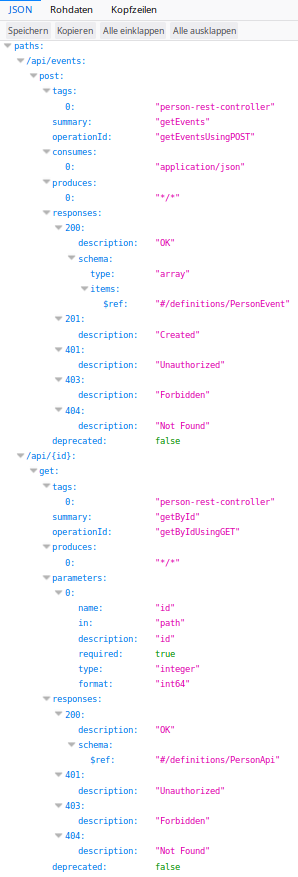 JSON Rohdaten Kopfzeilen
Speichern Kopieren Alle einklappen Alle ausklappen
paths:
/api/events:
post:
tags:
0: "person-rest-controller"
summary: "getEvents"
operationId: "getEventsUsingPOST"
consumes:
0: "application/json"
produces:
0: "*/*"
responses:
200:
description: "OK"
schema:
type: "array"
items:
$ref: "#/definitions/PersonEvent"
201:
description: "Created"
401:
description: "Unauthorized"
403:
description: "Forbidden"
404:
description: "Not Found"
deprecated: false
/api/{id}:
get:
tags:
0: "person-rest-controller"
summary: "getById"
operationId: "getByIdUsingGET"
produces:
0: "*/*"
parameters:
0:
name: "id"
in: "path"
description: "id"
required: true
type: "integer"
format: "int64"
responses:
200:
description: "OK"
schema:
$ref: "#/definitions/PersonApi"
401:
description: "Unauthorized"
403:
description: "Forbidden"
404:
description: "Not Found"
deprecated: false